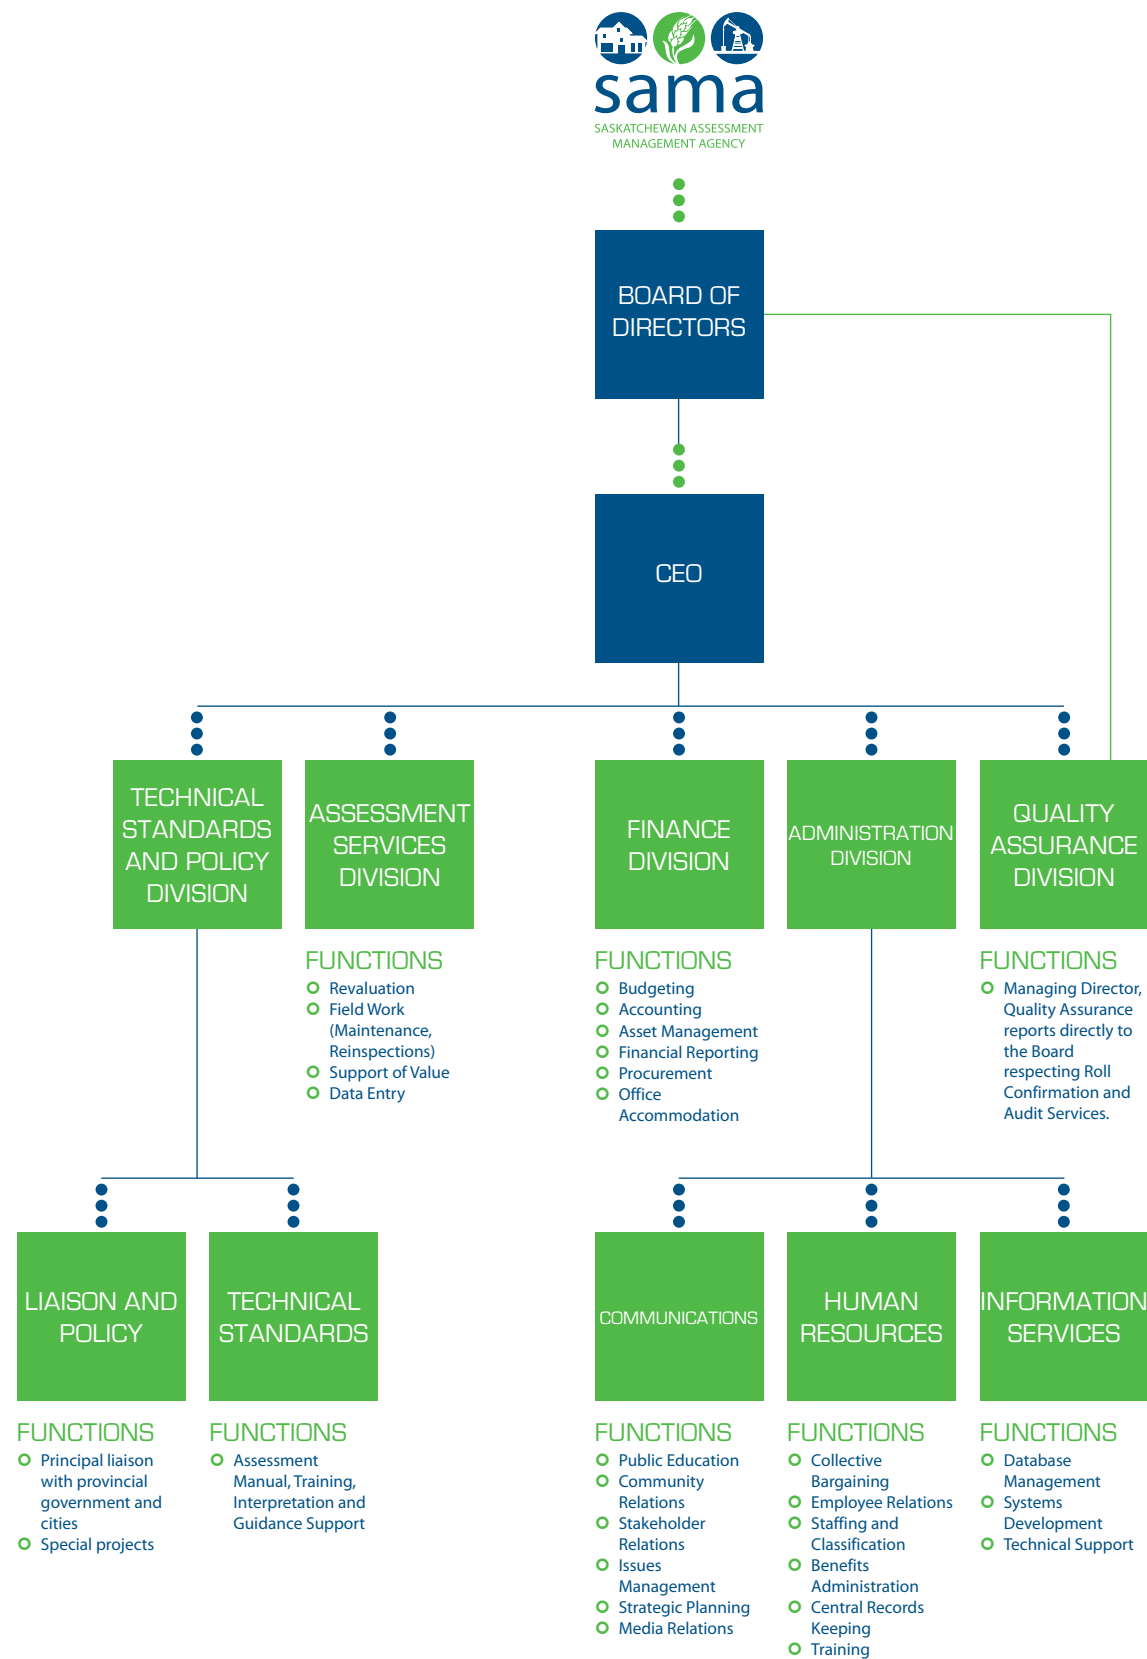 sama
SASKATCHEWAN ASSESSMENT
MANAGEMENT AGENCY
BOARD OF
DIRECTORS
CEO
TECHNICAL
STANDARDS
AND POLICY
DIVISION
ASSESSMENT
SERVICES
DIVISION
FUNCTIONS
Revaluation
Field Work
(Maintenance,
Reinspections)
Support of Value
Data Entry
FINANCE
DIVISION
FUNCTIONS
Budgeting
Accounting
Asset Management
Financial Reporting
Procurement
Office
Accommodation
ADMINISTRATION
DIVISION
QUALITY
ASSURANCE
DIVISION
FUNCTIONS
Managing Director,
Quality Assurance
reports directly to
the Board
respecting Roll
Confirmation and
Audit Services.
LIAISON AND
POLICY
FUNCTIONS
Principal liaison
with provincial
government and
cities
Special projects
TECHNICAL
STANDARDS
FUNCTIONS
Assessment
Manual, Training,
Interpretation and
Guidance Support
COMMUNICATIONS
FUNCTIONS
Public Education
Community
Relations
Stakeholder
Relations
Issues
Management
Strategic Planning
Media Relations
HUMAN
RESOURCES
FUNCTIONS
Collective
Bargaining
Employee Relations
Staffing and
Classification
Benefits
Administration
Central Records
Keeping
Training
INFORMATION
SERVICES
FUNCTIONS
Database
Management
Systems
Development
Technical Support